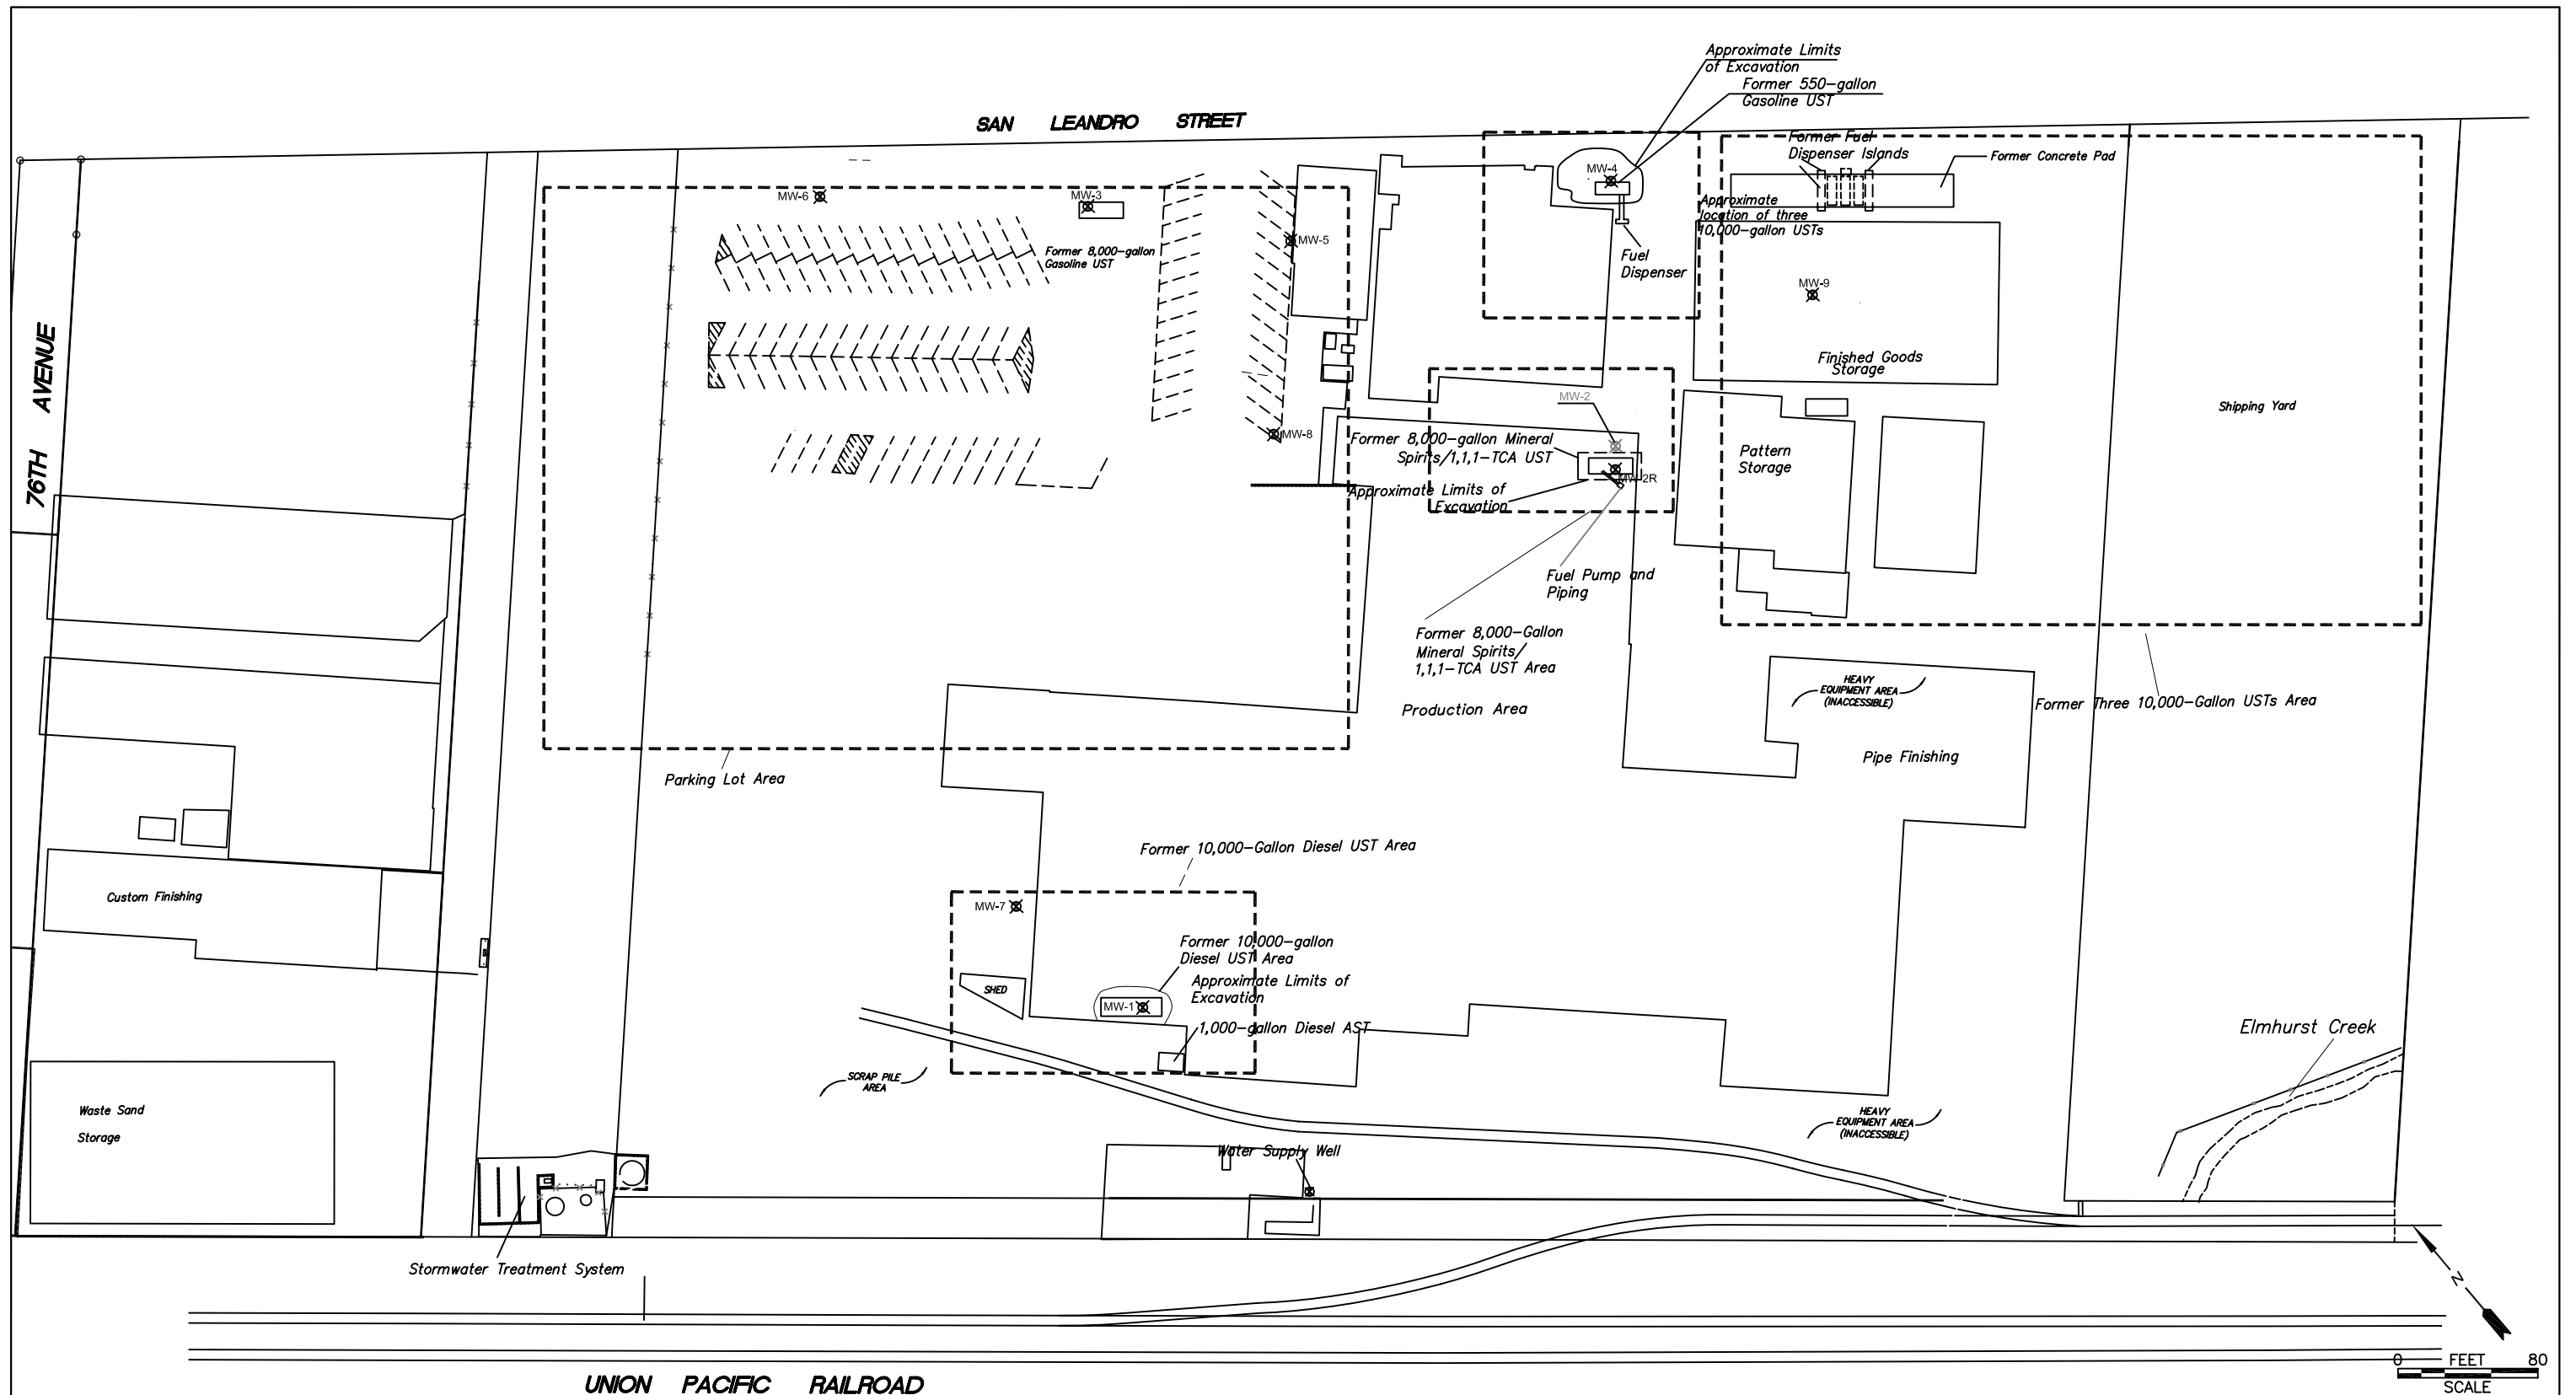 Approximate Limits
of Excavation
Former 550-gallon
Gasoline UST
SAN LEANDRO STREET
Former Fuel
Dispenser Islands
Former Concrete Pad
MW-4
MW-6
MW-3
Approximate
location of three
10,000-gallon USTs
MW-5
Former 8,000-gallon
Gasoline UST
Fuel
Dispenser
MW-9
76TH AVENUE
Finished Goods
Storage
MW-2
Shipping Yard
MW-8
Former 8,000-gallon Mineral
Spirits/1,1,1-TCA UST
Pattern
Storage
MW-2R
Approximate Limits of
Excavation
Fuel Pump and
Piping
Former 8,000-Gallon
Mineral Spirits/
1,1,1-TCA UST Area
HEAVY
EQUIPMENT AREA
(INACCESSIBLE)
Former Three 10,000-Gallon USTs Area
Production Area
Pipe Finishing
Parking Lot Area
Former 10,000-Gallon Diesel UST Area
Custom Finishing
MW-7
Former 10,000-gallon
Diesel UST Area
Approximate Limits of
Excavation
SHED
MW-1
1,000-gallon Diesel AST
Elmhurst Creek
SCRAP PILE
AREA
Waste Sand
Storage
HEAVY
EQUIPMENT AREA
(INACCESSIBLE)
Water Supply Well
Stormwater Treatment System
N
0 FEET 80
SCALE
UNION PACIFIC RAILROAD